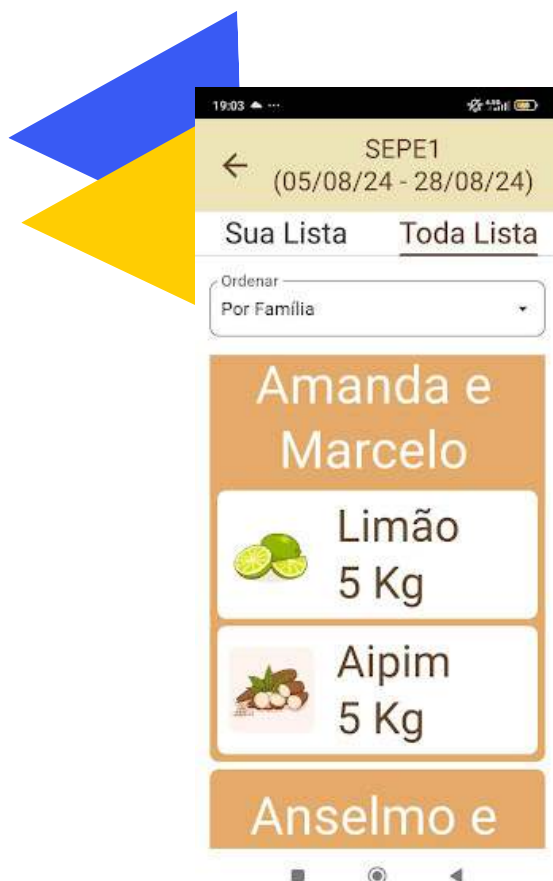 19:03
SEPE1
(05/08/24 - 28/08/24)
Sua Lista Toda Lista
Ordenar
Por Família
Amanda e
Marcelo
Limão
5 Kg
Aipim
5 Kg
Anselmo e